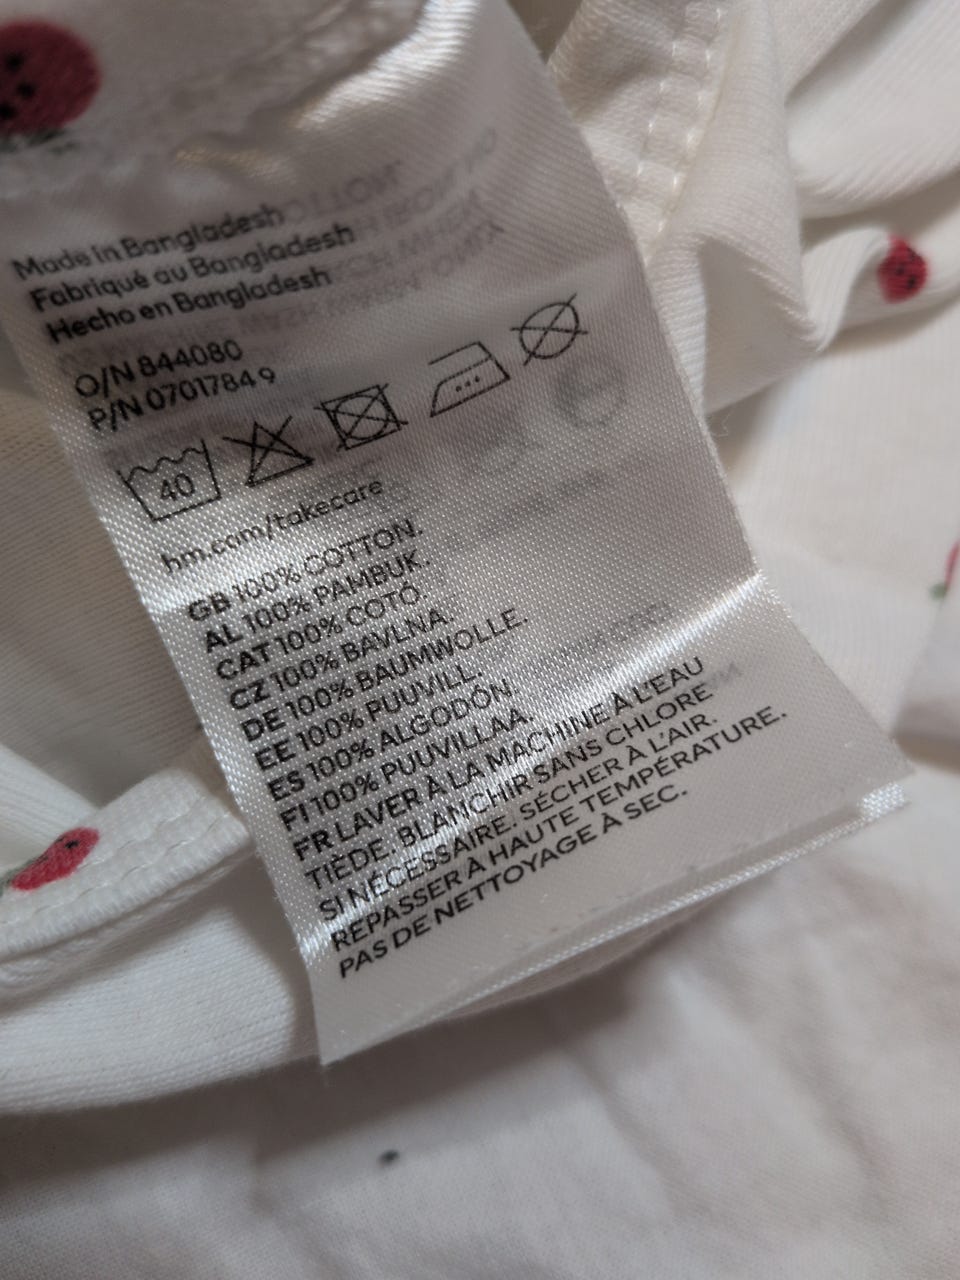 Made in Bangladesh
Fabriqué au Bangladesh
Hecho en Bangladesh
O/N 844080
P/N 0701784 9
40
hm.com/takecare
GB 100% COTTON.
AL 100% PAMBUK.
CAT 100% COTÓ.
CZ 100% BAVLNA.
DE 100% BAUMWOLLE.
EE 100% PUUVILL.
ES 100% ALGODÓN.
FI 100% PUUVILLAA.
FR LAVER À LA MACHINE À L'EAU
TIÈDE. BLANCHIR SANS CHLORE
SI NÉCESSAIRE. SÉCHER À L'AIR.
REPASSER À HAUTE TEMPÉRATURE.
PAS DE NETTOYAGE À SEC.